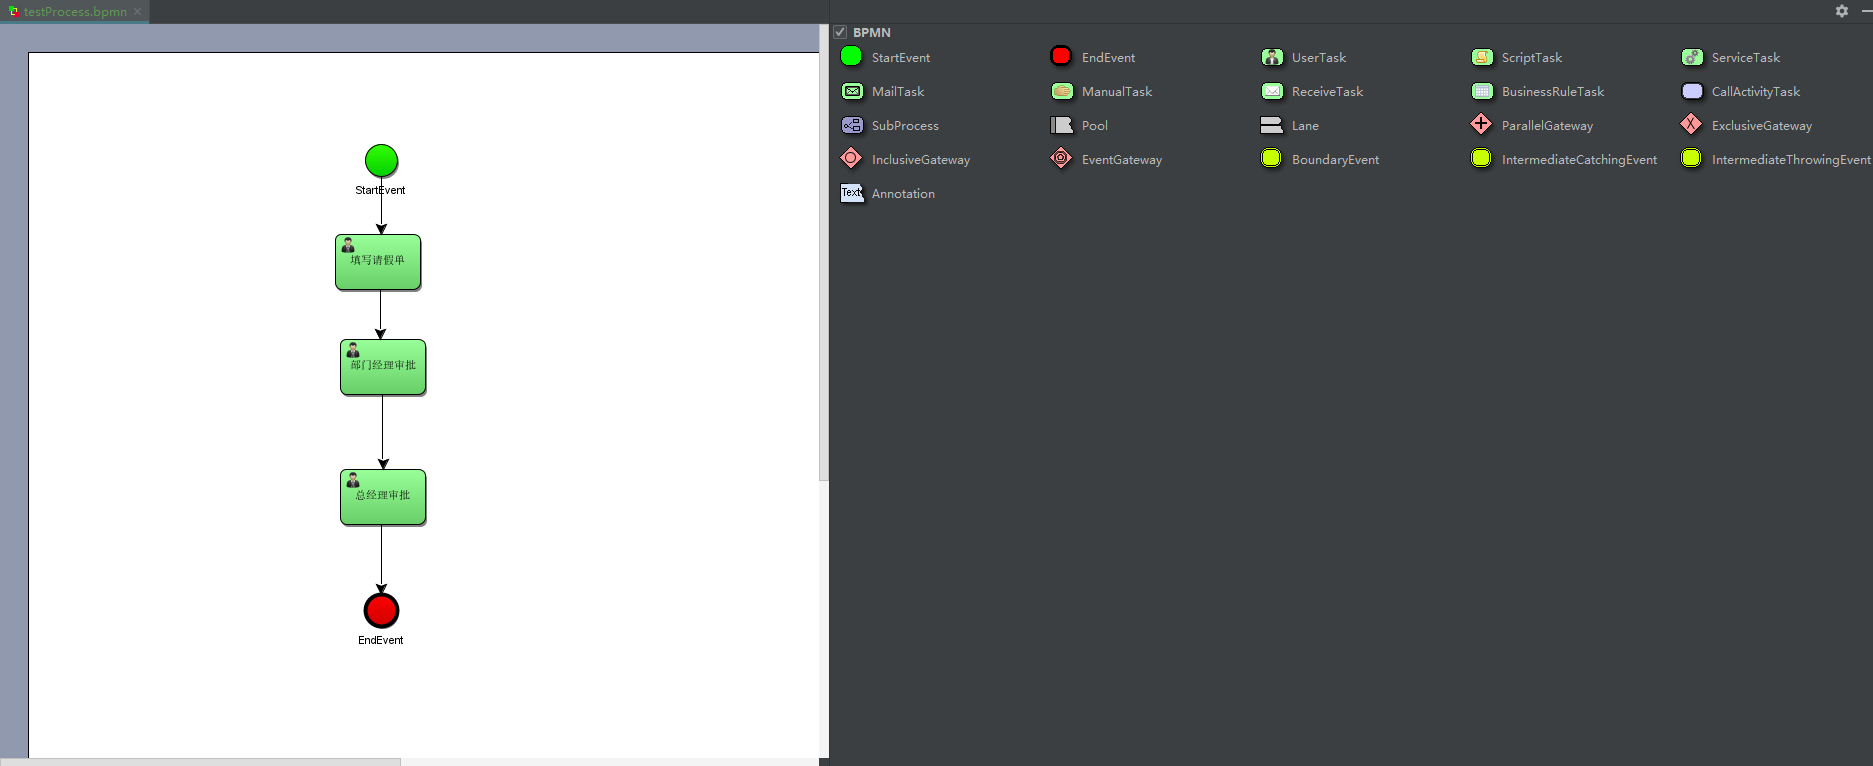 testProcess.bpmn
StartEvent
填写请假单
部门经理审批
总经理审批
EndEvent
BPMN
StartEvent EndEvent UserTask ScriptTask ServiceTask
MailTask ManualTask ReceiveTask BusinessRuleTask CallActivityTask
SubProcess Pool Lane ParallelGateway ExclusiveGateway
InclusiveGateway EventGateway BoundaryEvent IntermediateCatchingEvent IntermediateThrowingEvent
Text Annotation